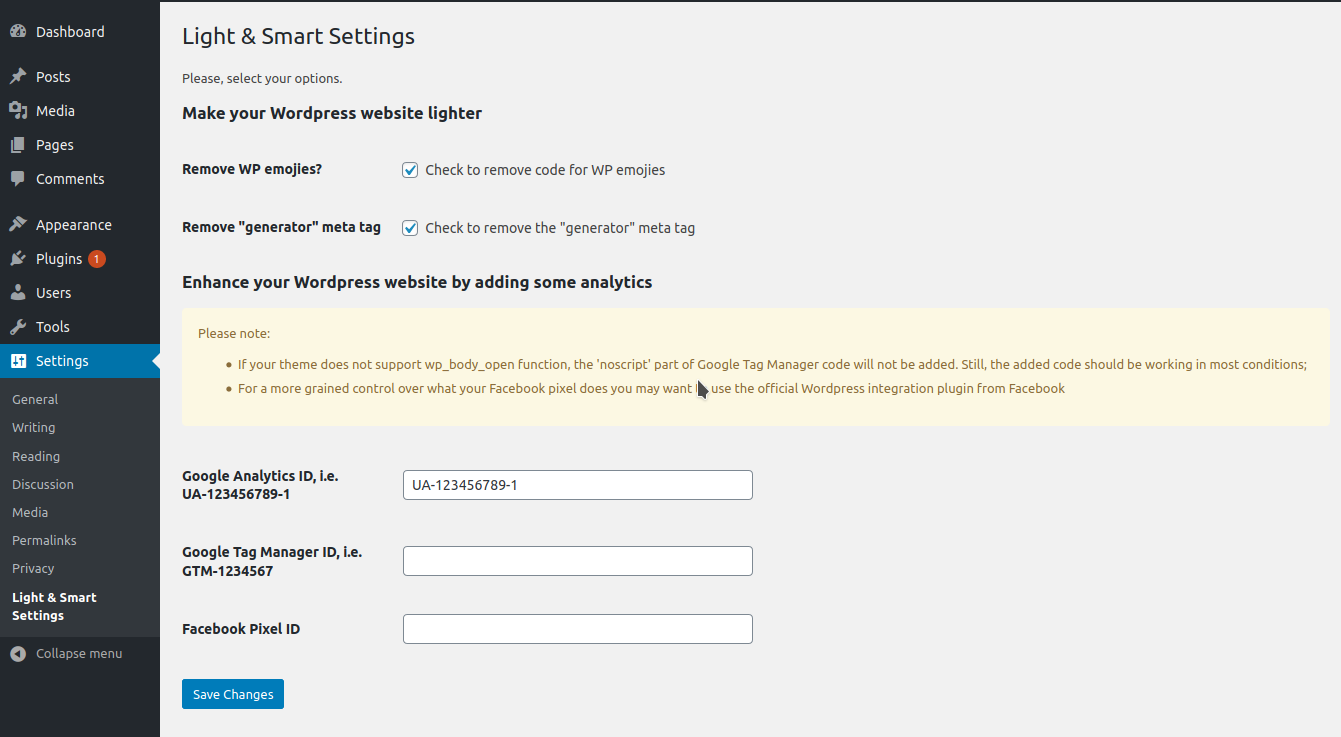 Dashboard
Posts
Media
Pages
Comments
Appearance
Plugins 1
Users
Tools
Settings
General
Writing
Reading
Discussion
Media
Permalinks
Privacy
Light & Smart
Settings
Collapse menu
Light & Smart Settings
Please, select your options.
Make your Wordpress website lighter
Remove WP emojies?
Check to remove code for WP emojies
Remove "generator" meta tag
Check to remove the "generator" meta tag
Enhance your Wordpress website by adding some analytics
Please note:
• If your theme does not support wp_body_open function, the 'noscript' part of Google Tag Manager code will not be added. Still, the added code should be working in most conditions;
• For a more grained control over what your Facebook pixel does you may want use the official Wordpress integration plugin from Facebook
Google Analytics ID, i.e.
UA-123456789-1
UA-123456789-1
Google Tag Manager ID, i.e.
GTM-1234567
Facebook Pixel ID
Save Changes